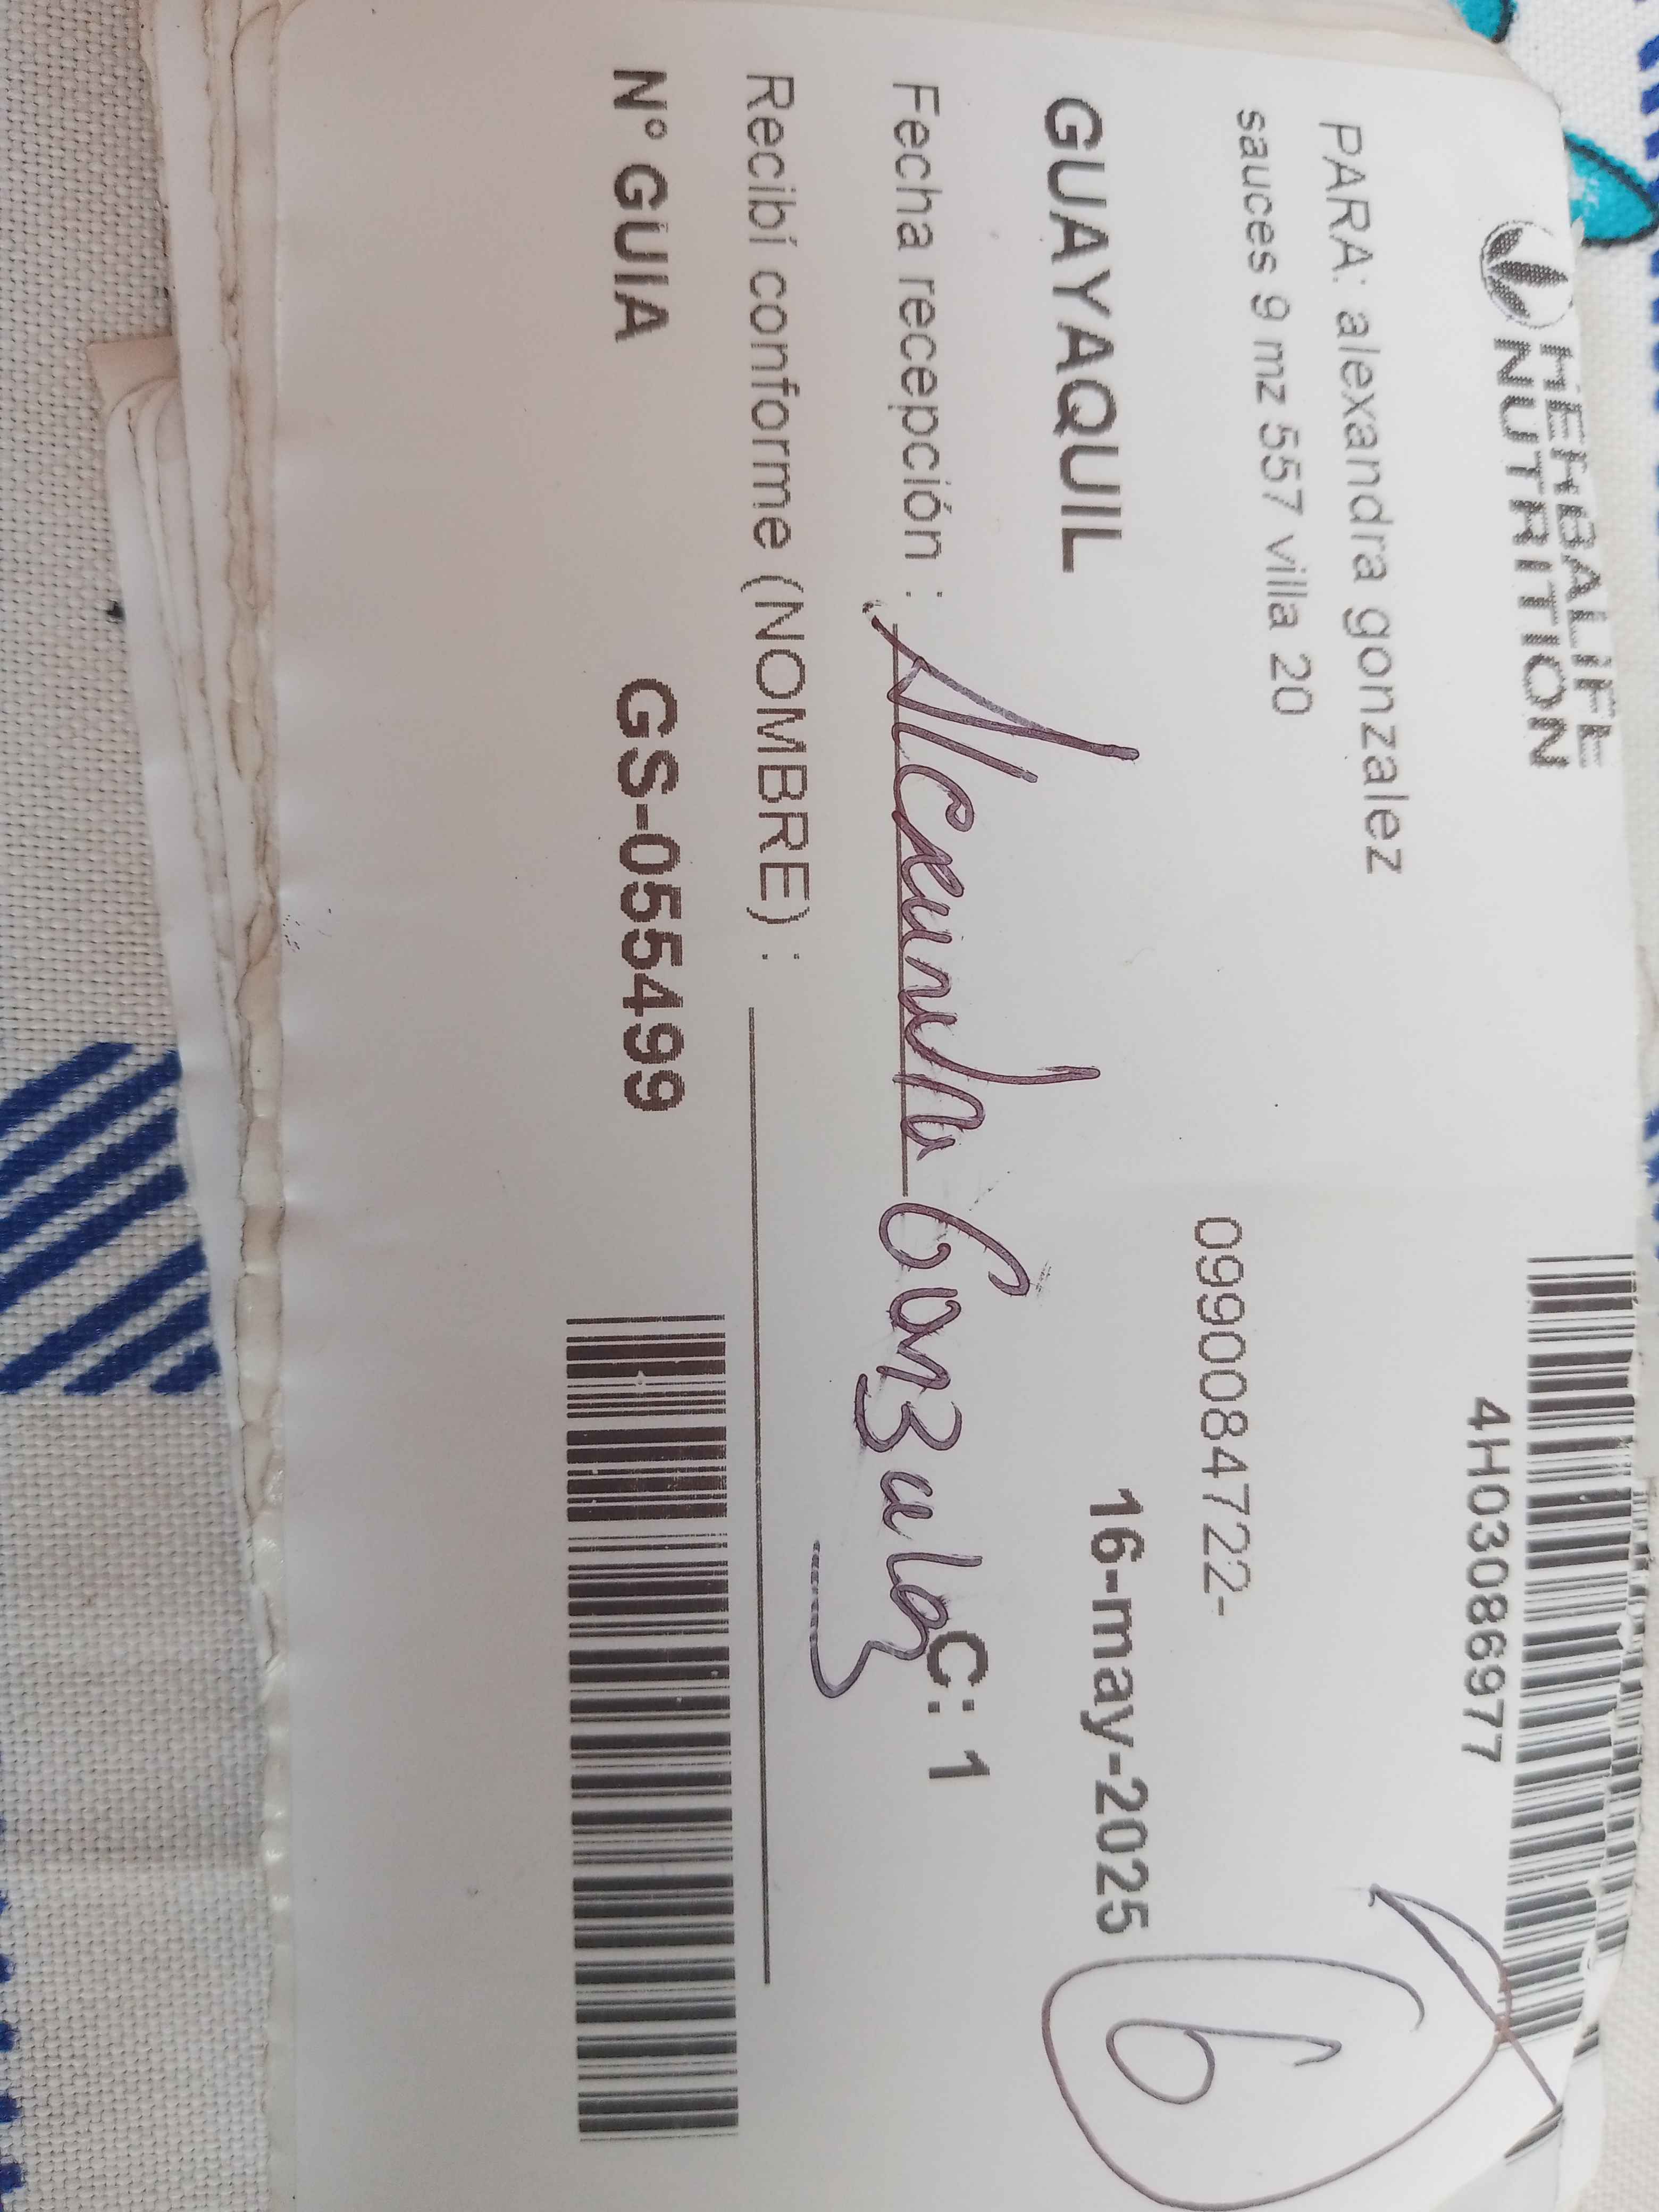 HERBALIFE
NUTRITION
4H03086977
PARA: alexandra gonzalez
sauces 9 mz 557 villa 20
0990084722-
GUAYAQUIL
16-may-2025
6
Fecha recepción : Alexandra Gonzalez
C: 1
Recibí conforme (NOMBRE) :
N° GUIA GS-055499